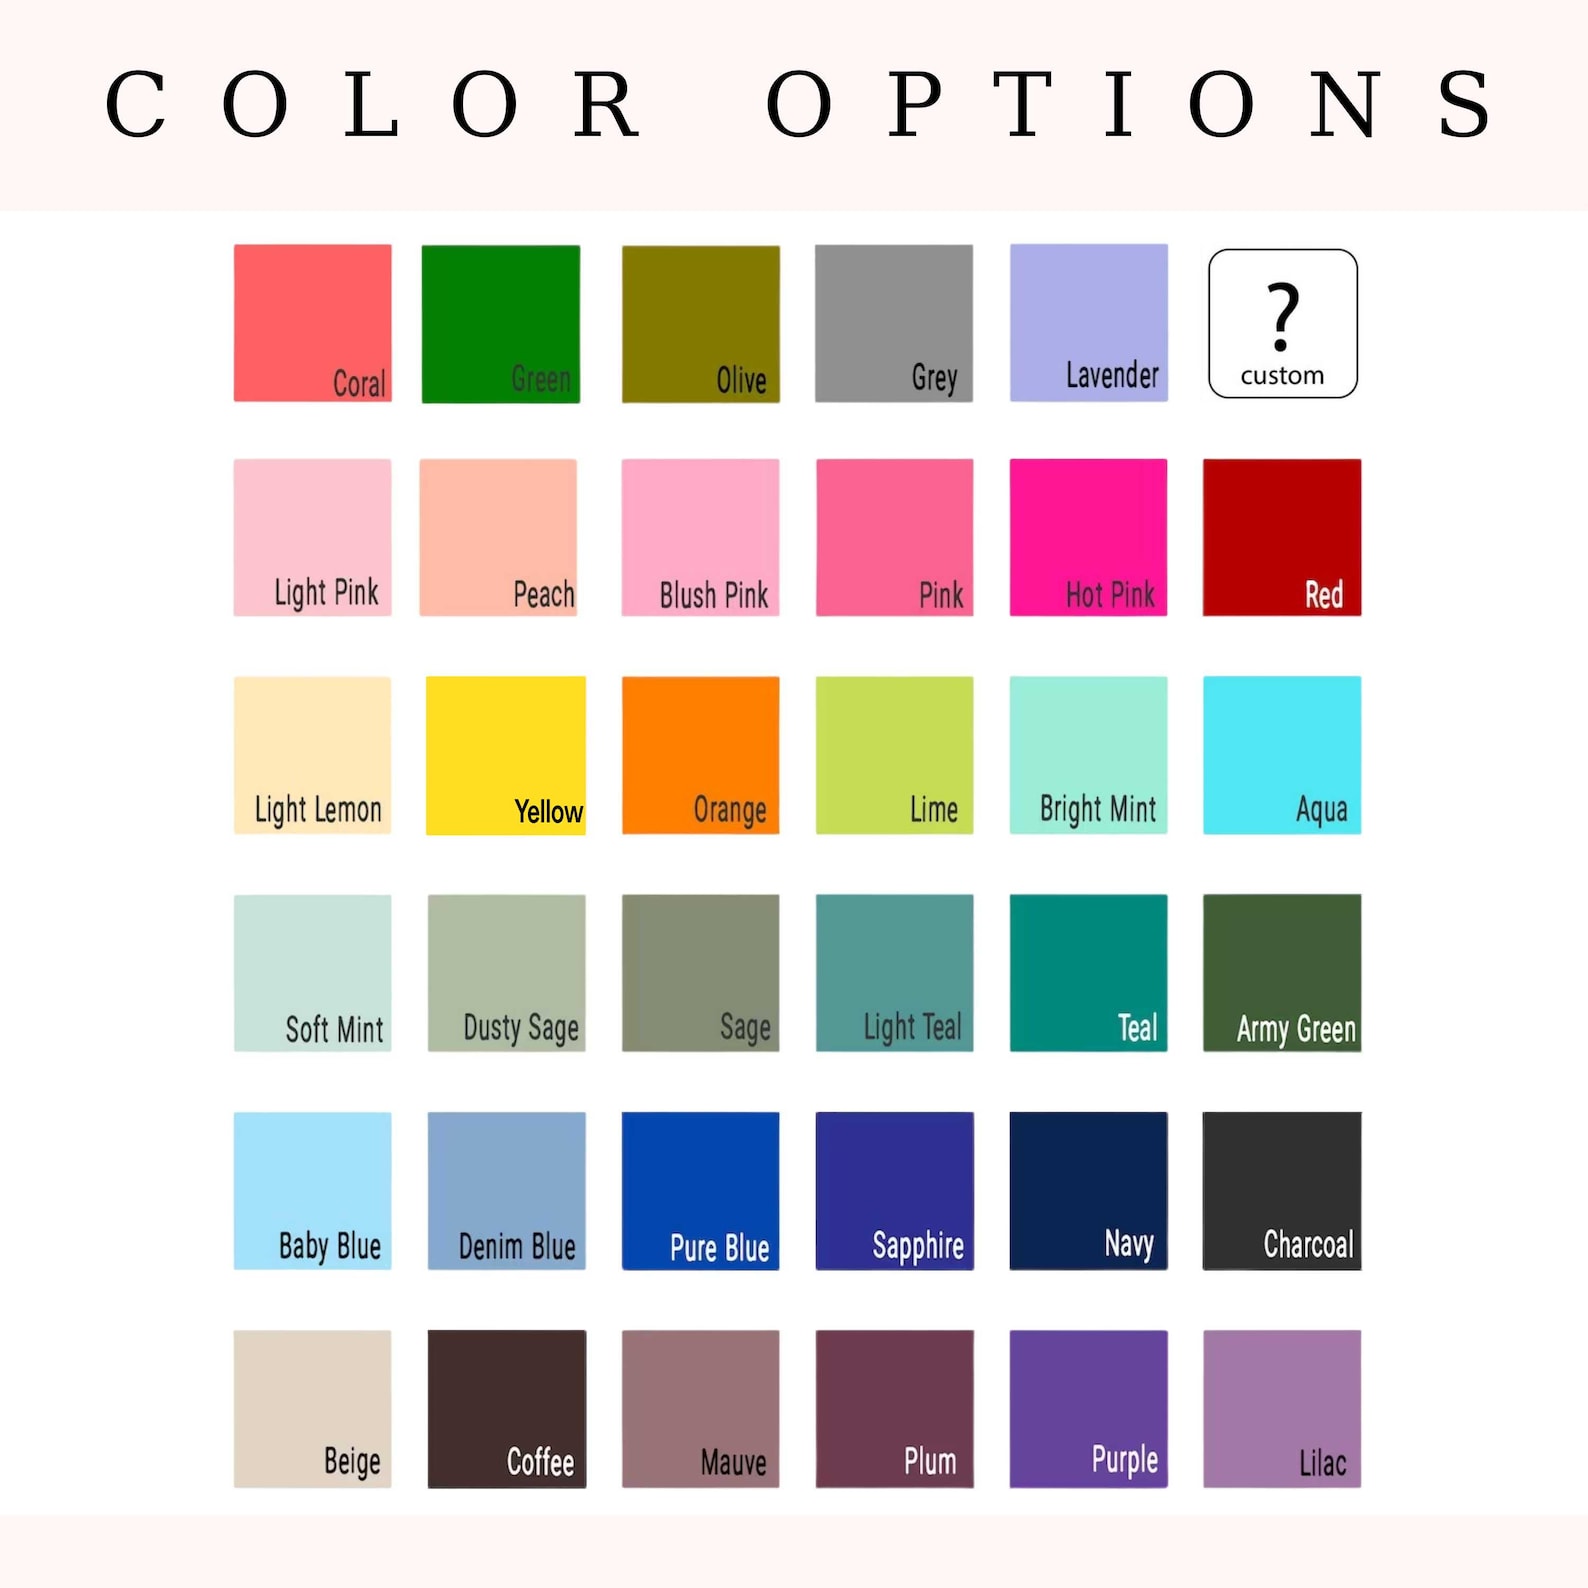 COLOR OPTIONS
Coral
Green
Olive
Grey
Lavender
?
custom
Light Pink
Peach
Blush Pink
Pink
Hot Pink
Red
Light Lemon
Yellow
Orange
Lime
Bright Mint
Aqua
Soft Mint
Dusty Sage
Sage
Light Teal
Teal
Army Green
Baby Blue
Denim Blue
Pure Blue
Sapphire
Navy
Charcoal
Beige
Coffee
Mauve
Plum
Purple
Lilac